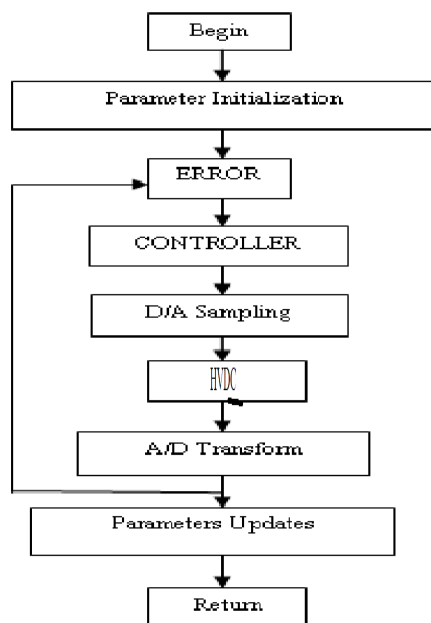 Begin
Parameter Initialization
ERROR
CONTROLLER
D/A Sampling
HVDC
A/D Transform
Parameters Updates
Return